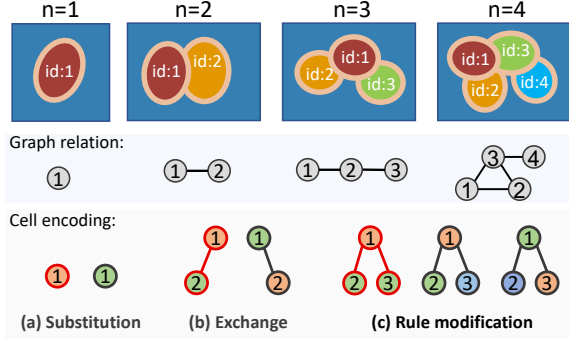 n=1 n=2 n=3 n=4
id:1 id:1 id:2 id:2 id:1 id:3 id:1 id:3 id:2 id:4
Graph relation:
1 1 2 1 2 3 3 4 1 2
Cell encoding:
1 1 1 1 1 1 1
2 2 2 3 2 3 2 3
(a) Substitution (b) Exchange (c) Rule modification